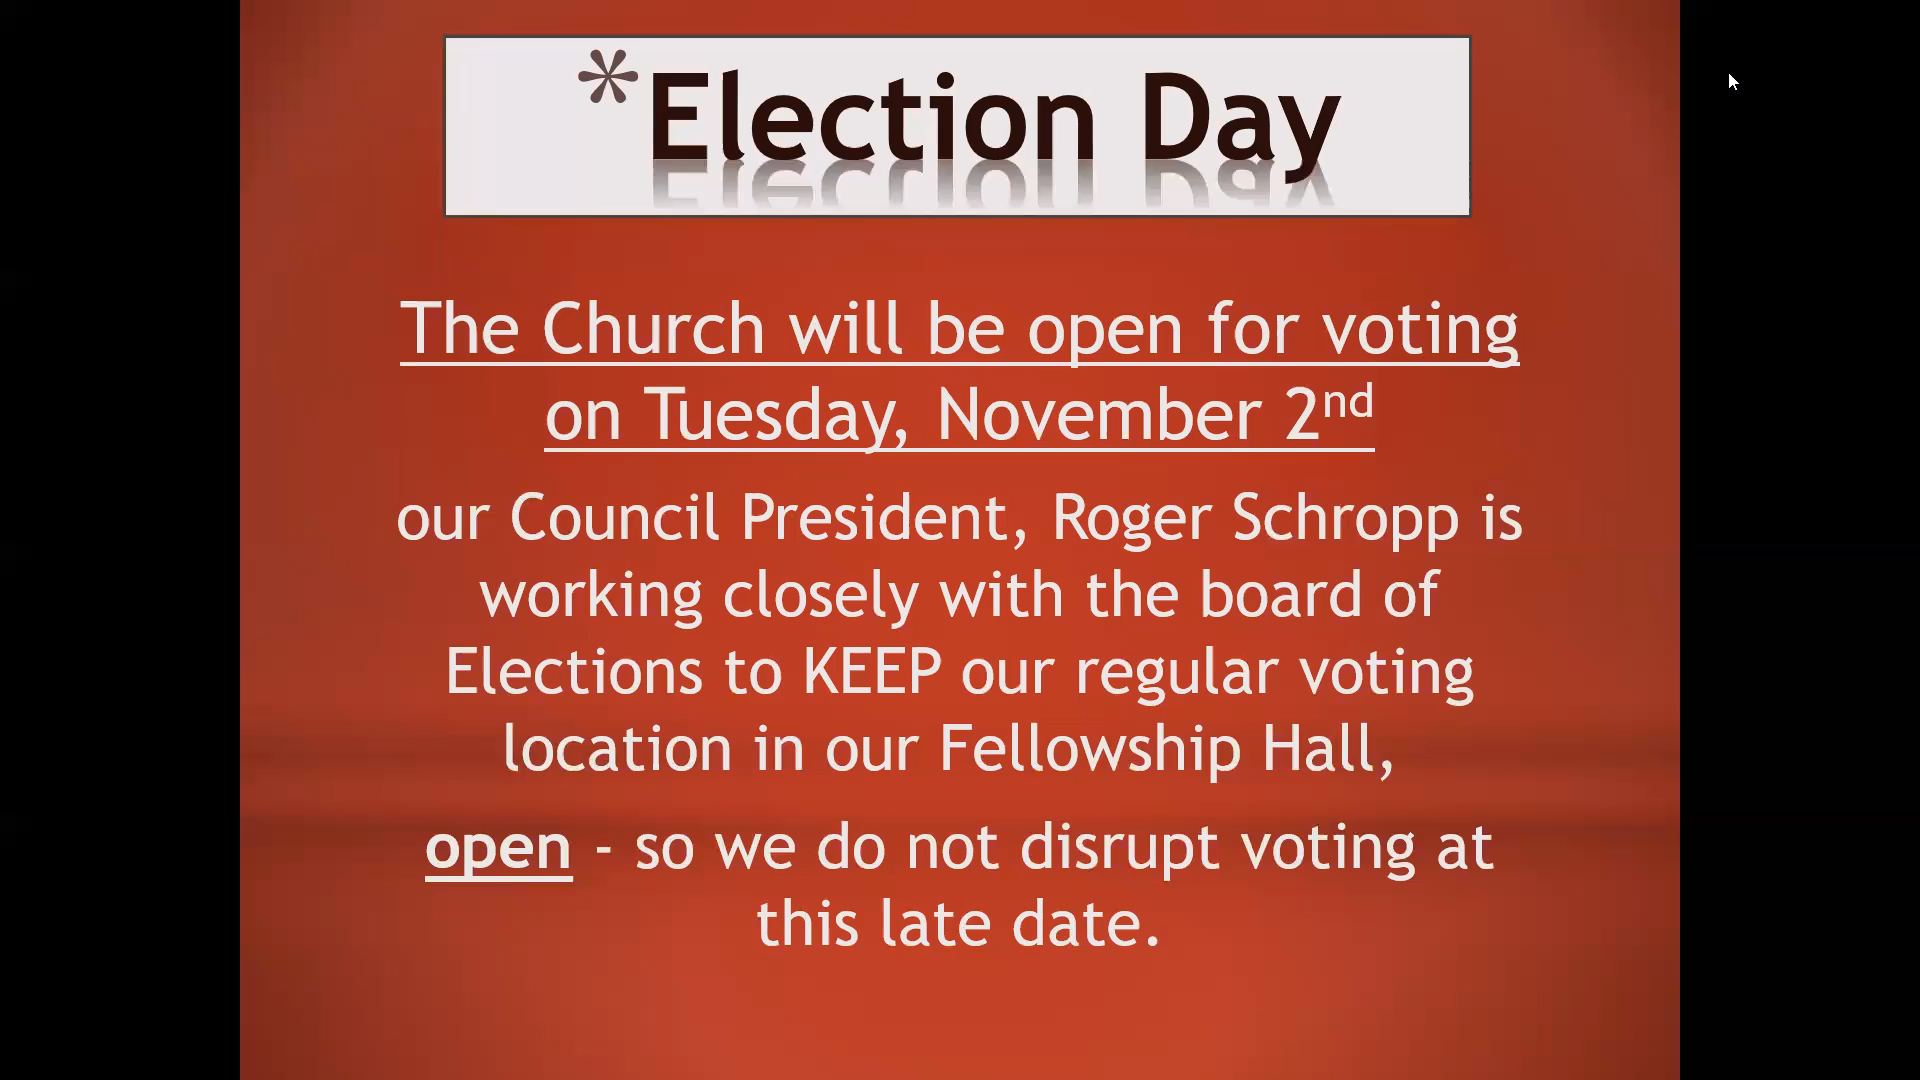 *Election Day
The Church will be open for voting
on Tuesday, November 2nd
our Council President, Roger Schropp is
working closely with the board of
Elections to KEEP our regular voting
location in our Fellowship Hall,
open - so we do not disrupt voting at
this late date.